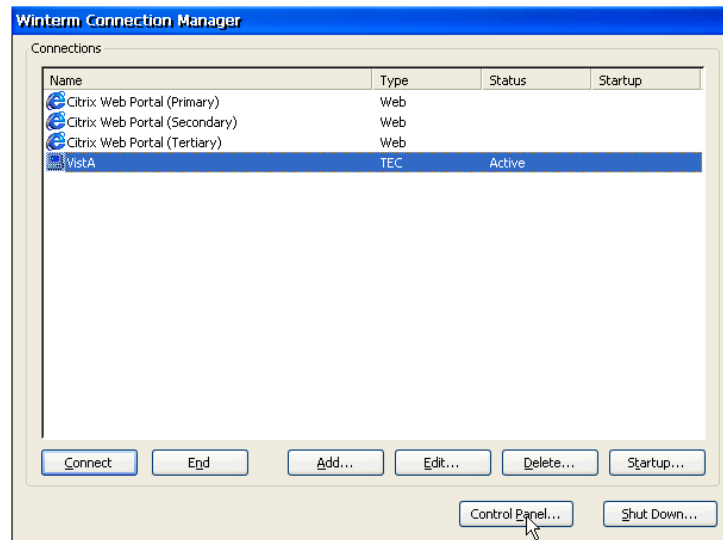 Winterm Connection Manager
Connections
Name Type Status Startup
Citrix Web Portal (Primary) Web
Citrix Web Portal (Secondary) Web
Citrix Web Portal (Tertiary) Web
VistA TEC Active
Connect End Add... Edit... Delete... Startup...
Control Panel... Shut Down...